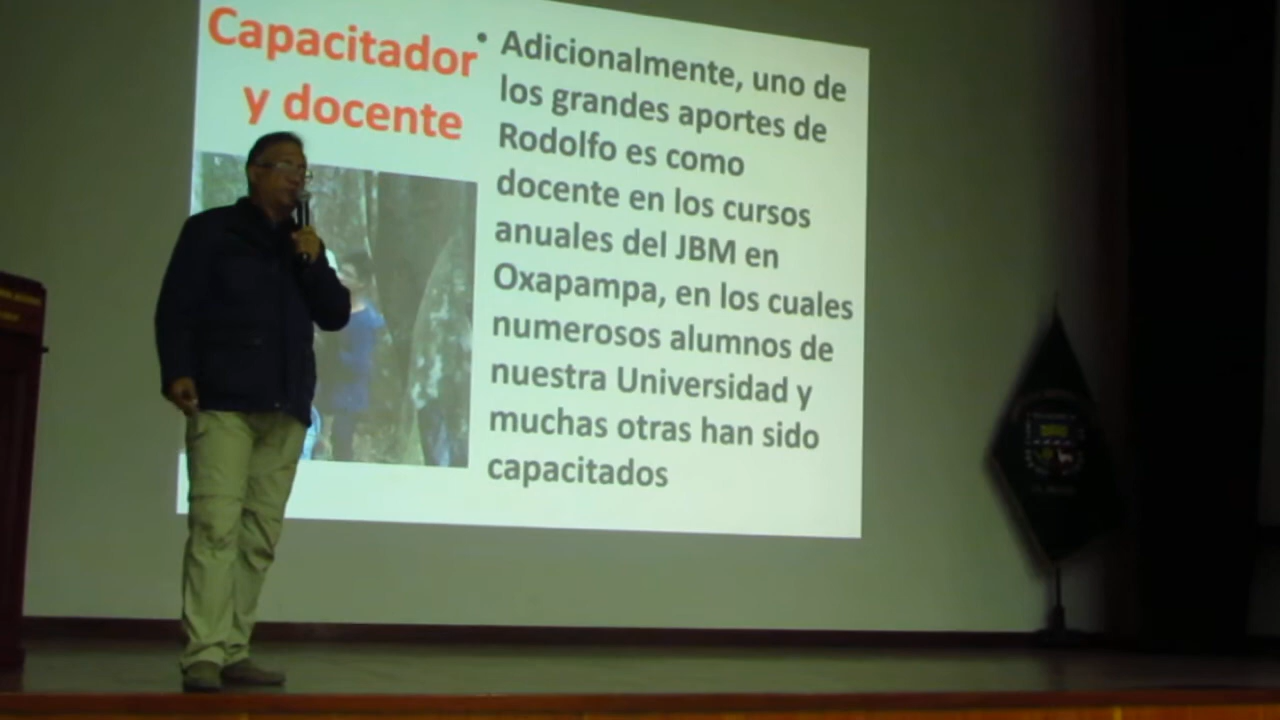 Capacitador
y docente
• Adicionalmente, uno de
los grandes aportes de
Rodolfo es como
docente en los cursos
anuales del JBM en
Oxapampa, en los cuales
numerosos alumnos de
nuestra Universidad y
muchas otras han sido
capacitados